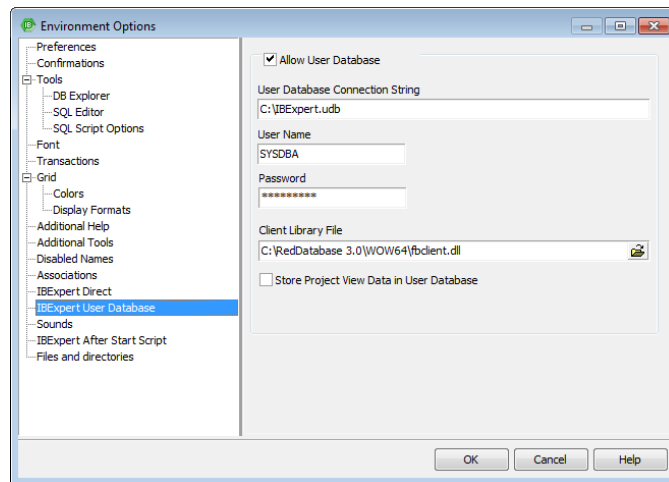 Environment Options
Preferences
Confirmations
Tools
DB Explorer
SQL Editor
SQL Script Options
Font
Transactions
Grid
Colors
Display Formats
Additional Help
Additional Tools
Disabled Names
Associations
IBExpert Direct
IBExpert User Database
Sounds
IBExpert After Start Script
Files and directories
Allow User Database
User Database Connection String
C:\IBExpert.udb
User Name
SYSDBA
Password
*********
Client Library File
C:\RedDatabase 3.0\WOW64\fbclient.dll
Store Project View Data in User Database
OK
Cancel
Help